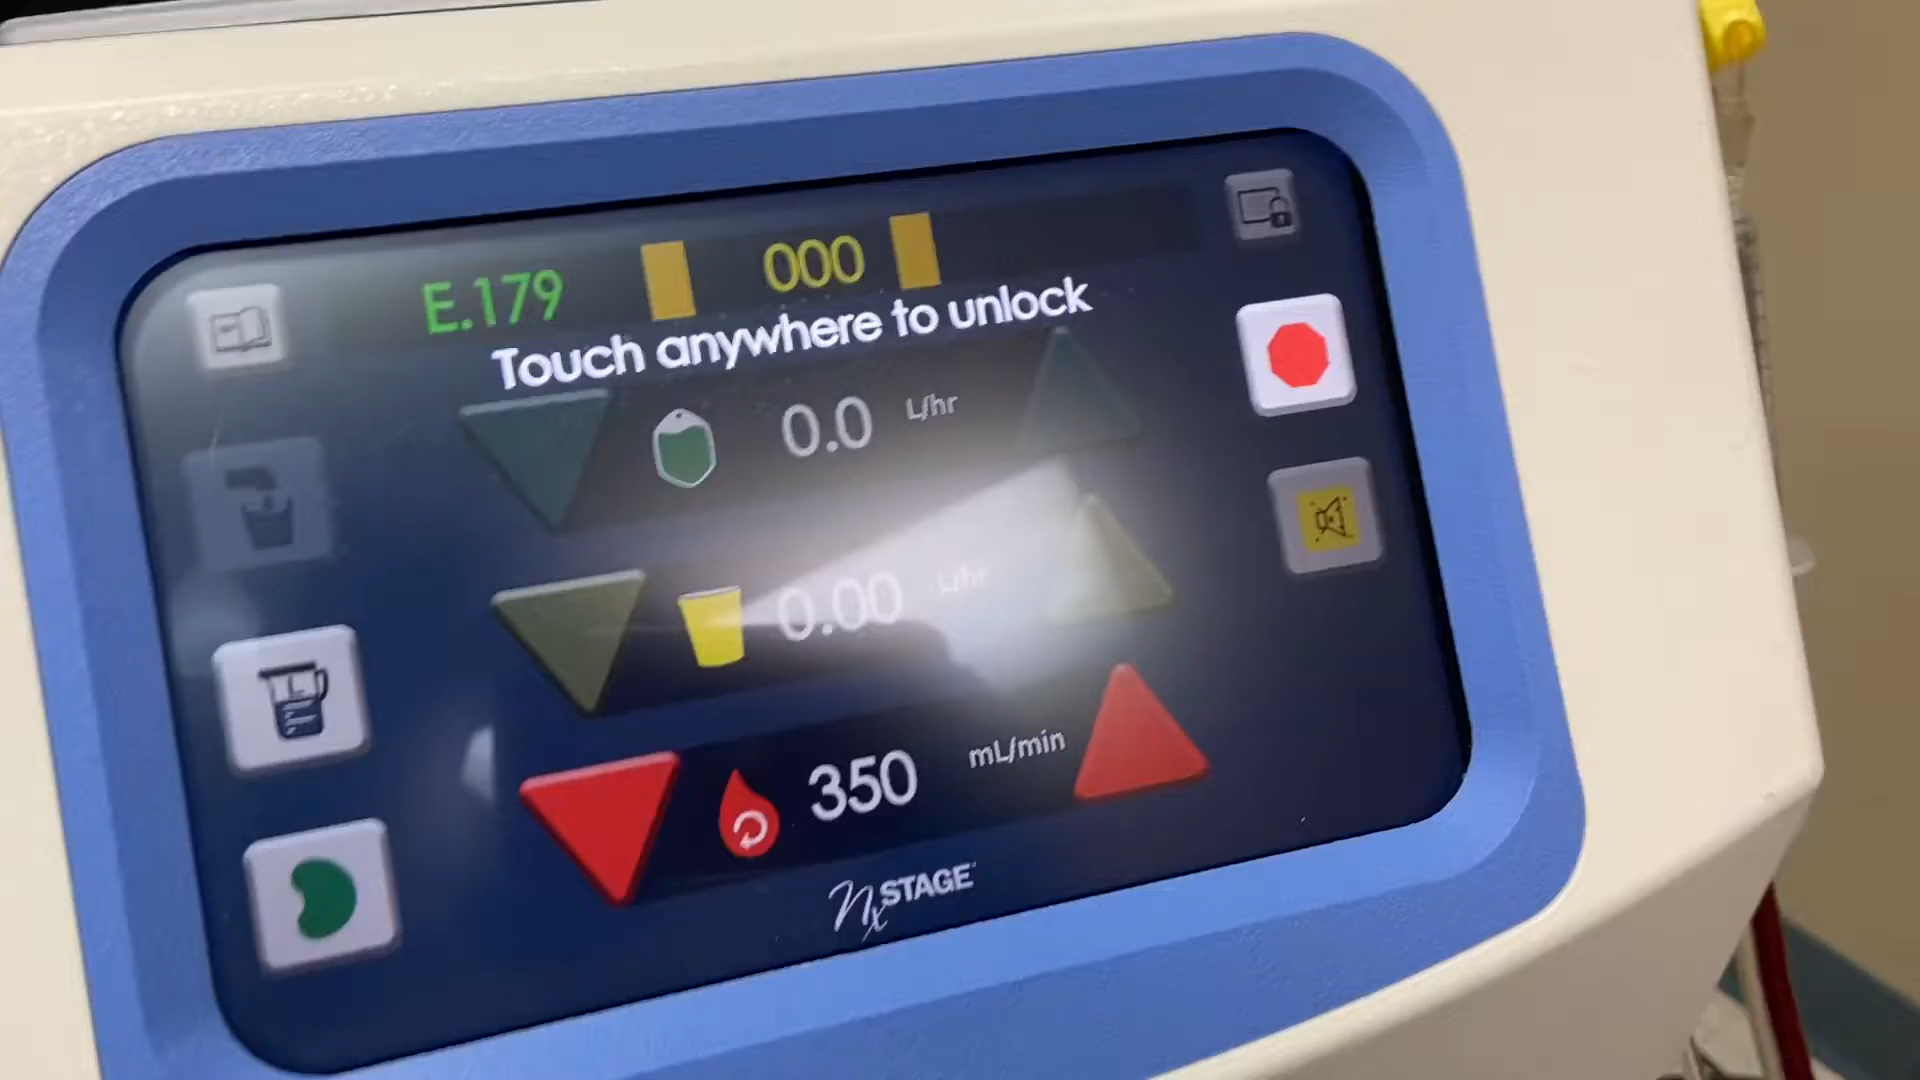 E.179 000
Touch anywhere to unlock
0.0 L/hr
0.00 L/hr
350 mL/min
NxSTAGE